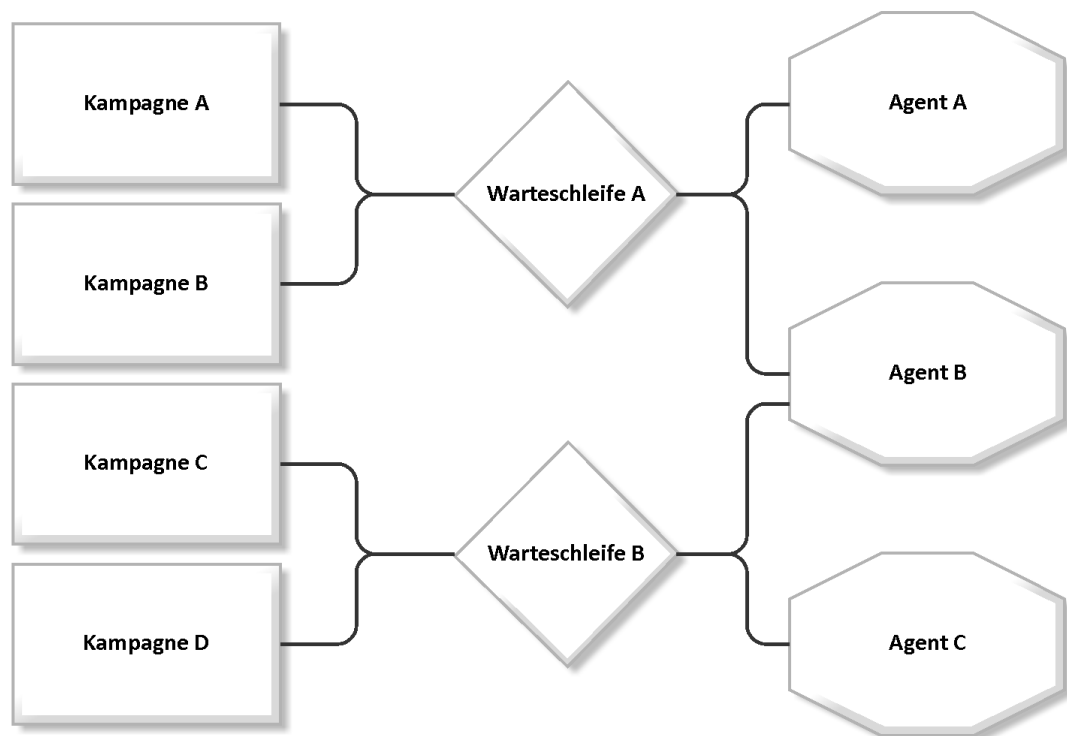 Kampagne A
Kampagne B
Kampagne C
Kampagne D
Warteschleife A
Warteschleife B
Agent A
Agent B
Agent C